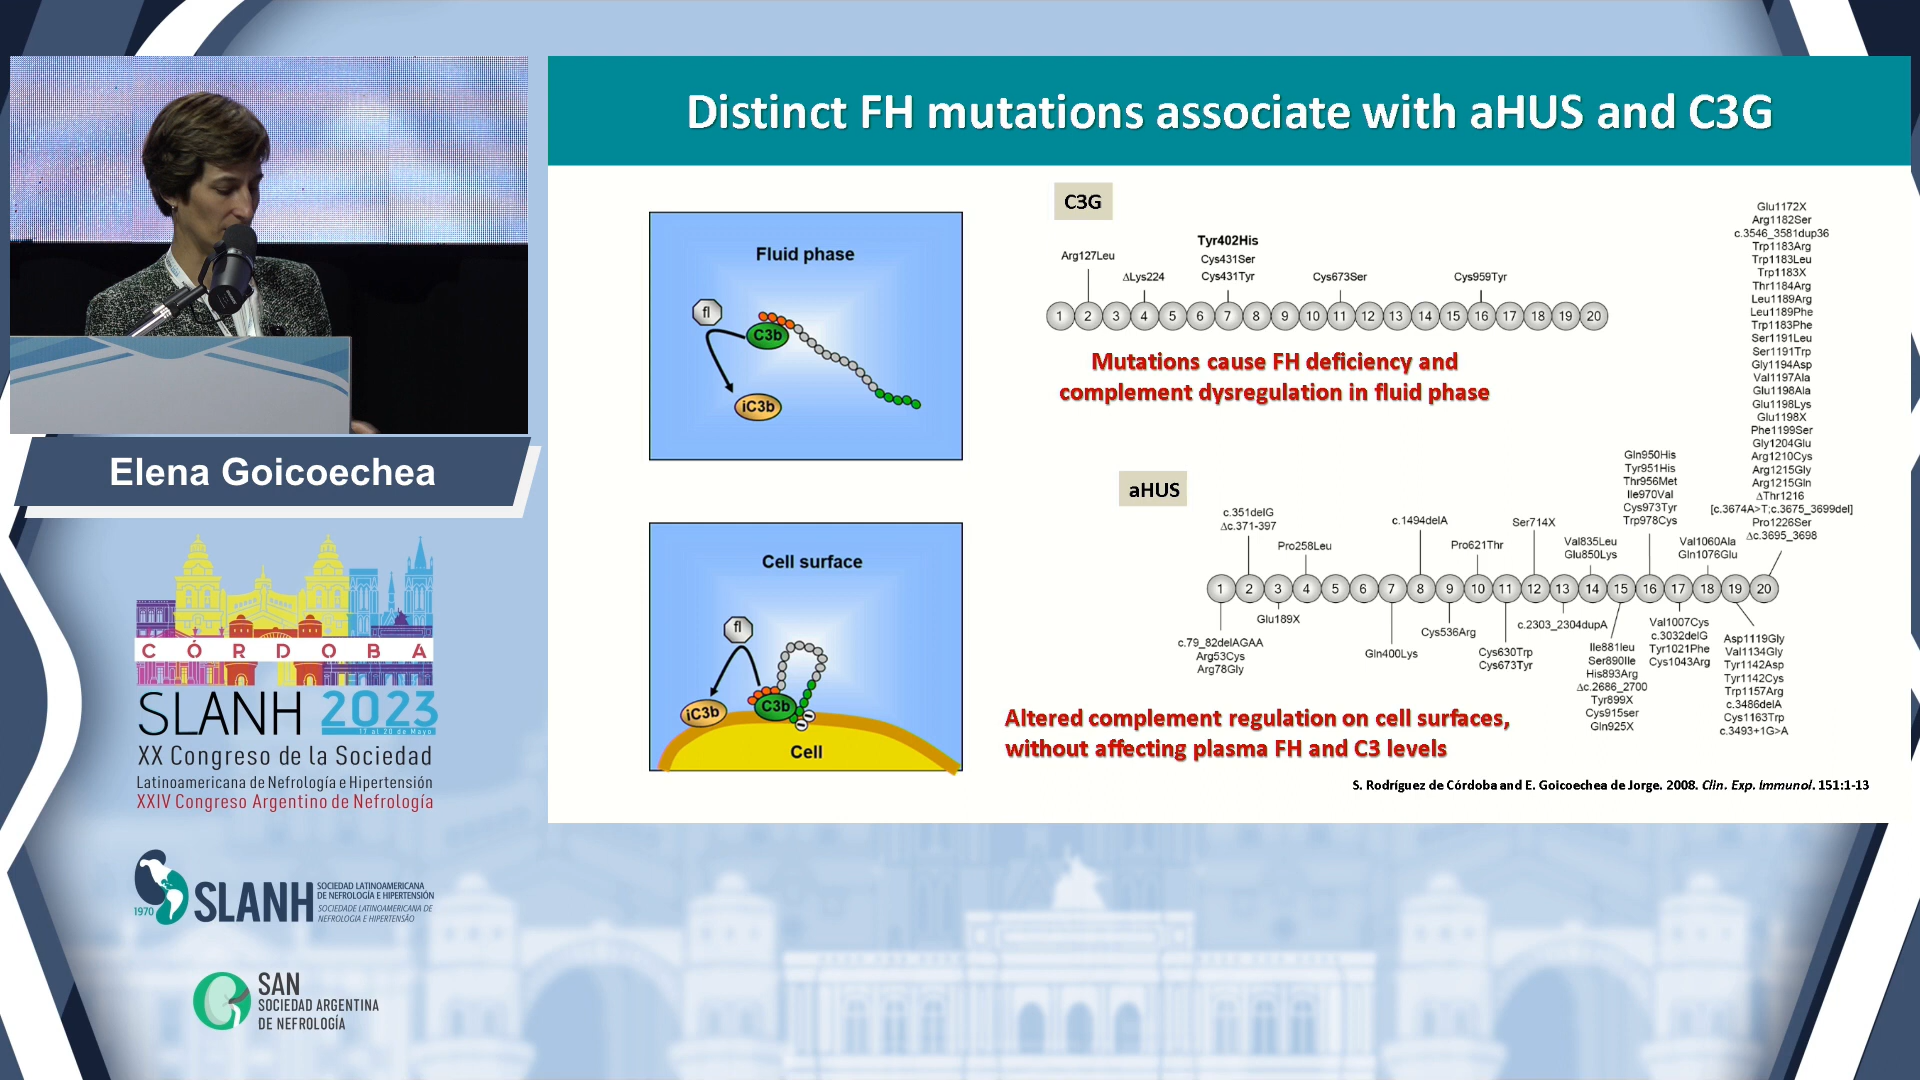 Distinct FH mutations associate with aHUS and C3G
Elena Goicoechea
CÓRDOBA
SLANH 2023
17 al 20 de Mayo
XX Congreso de la Sociedad
Latinoamericana de Nefrología e Hipertensión
XXIV Congreso Argentino de Nefrología
1970
SLANH
SOCIEDAD LATINOAMERICANA
DE NEFROLOGÍA E HIPERTENSIÓN
SOCIEDADE LATINOAMERICANA DE
NEFROLOGIA E HIPERTENSÃO
SAN
SOCIEDAD ARGENTINA
DE NEFROLOGÍA
Fluid phase
fI
C3b
iC3b
Cell surface
fI
iC3b
C3b
Cell
C3G
Arg127Leu
ΔLys224
Tyr402His
Cys431Ser
Cys431Tyr
Cys673Ser
Cys959Tyr
1 2 3 4 5 6 7 8 9 10 11 12 13 14 15 16 17 18 19 20
Mutations cause FH deficiency and
complement dysregulation in fluid phase
aHUS
c.351delG
Δc.371-397
Pro258Leu
c.1494delA
Pro621Thr
Ser714X
Val835Leu
Glu850Lys
Gln950His
Tyr951His
Thr956Met
Ile970Val
Cys973Tyr
Trp978Cys
Val1060Ala
Gln1076Glu
Glu1172X
Arg1182Ser
c.3546_3581dup36
Trp1183Arg
Trp1183Leu
Trp1183X
Thr1184Arg
Leu1189Arg
Leu1189Phe
Trp1183Phe
Ser1191Leu
Ser1191Trp
Gly1194Asp
Val1197Ala
Glu1198Ala
Glu1198Lys
Glu1198X
Phe1199Ser
Gly1204Glu
Arg1210Cys
Arg1215Gly
Arg1215Gln
ΔThr1216
[c.3674A>T;c.3675_3699del]
Pro1226Ser
Δc.3695_3698
1 2 3 4 5 6 7 8 9 10 11 12 13 14 15 16 17 18 19 20
c.79_82delAGAA
Arg53Cys
Arg78Gly
Glu189X
Gln400Lys
Cys536Arg
Cys630Trp
Cys673Tyr
c.2303_2304dupA
Ile881leu
Ser890Ile
His893Arg
Δc.2686_2700
Tyr899X
Cys915ser
Gln925X
Val1007Cys
c.3032delG
Tyr1021Phe
Cys1043Arg
Asp1119Gly
Val1134Gly
Tyr1142Asp
Tyr1142Cys
Trp1157Arg
c.3486delA
Cys1163Trp
c.3493+1G>A
Altered complement regulation on cell surfaces,
without affecting plasma FH and C3 levels
S. Rodríguez de Córdoba and E. Goicoechea de Jorge. 2008. Clin. Exp. Immunol. 151:1-13